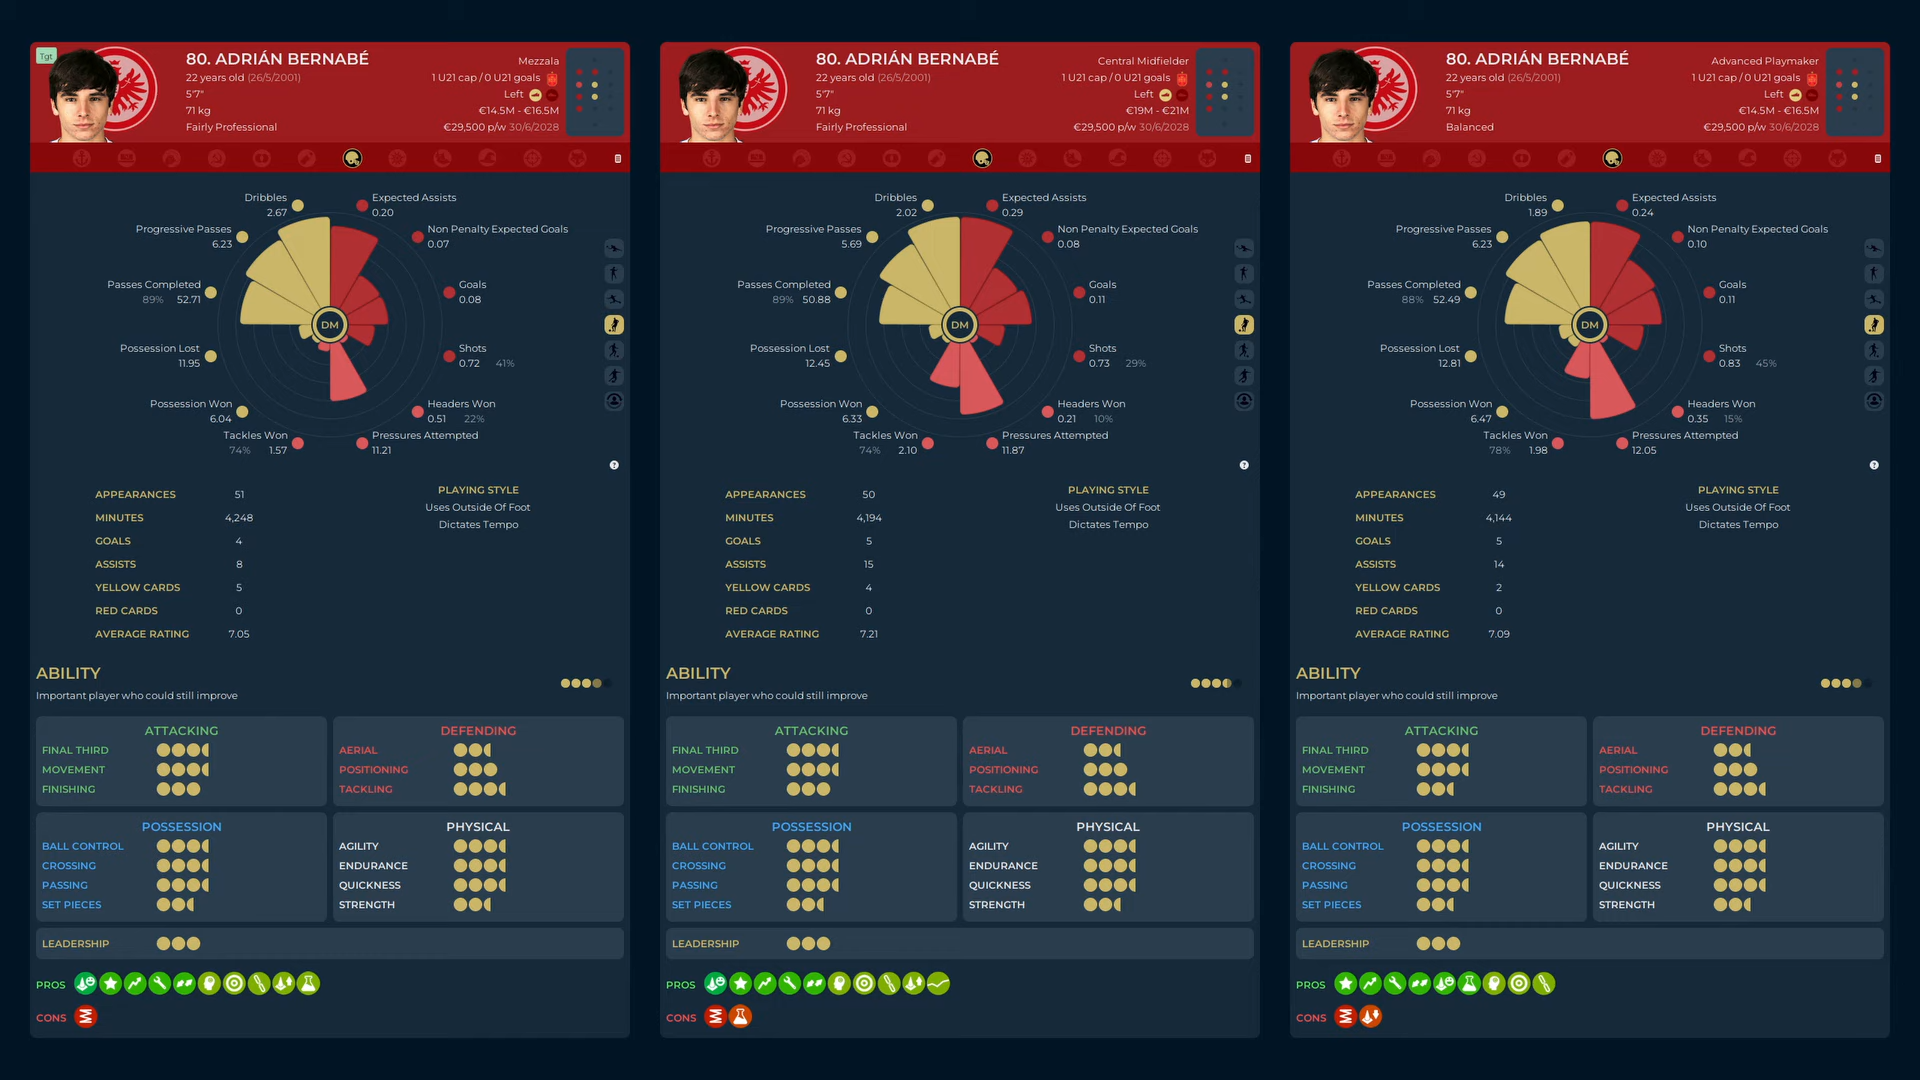 Tgt
80. ADRIÁN BERNABÉ
Mezzala
22 years old (26/5/2001)
1 U21 cap / 0 U21 goals
5'7"
Left
71 kg
€14.5M - €16.5M
Fairly Professional
€29,500 p/w 30/6/2028
Dribbles
2.67
Expected Assists
0.20
Progressive Passes
6.23
Non Penalty Expected Goals
0.07
Passes Completed
89% 52.71
Goals
0.08
DM
Possession Lost
11.95
Shots
0.72 41%
Possession Won
6.04
Headers Won
0.51 22%
Tackles Won
74% 1.57
Pressures Attempted
11.21
?
APPEARANCES 51
MINUTES 4,248
GOALS 4
ASSISTS 8
YELLOW CARDS 5
RED CARDS 0
AVERAGE RATING 7.05
PLAYING STYLE
Uses Outside Of Foot
Dictates Tempo
ABILITY
Important player who could still improve
ATTACKING
FINAL THIRD
MOVEMENT
FINISHING
DEFENDING
AERIAL
POSITIONING
TACKLING
POSSESSION
BALL CONTROL
CROSSING
PASSING
SET PIECES
PHYSICAL
AGILITY
ENDURANCE
QUICKNESS
STRENGTH
LEADERSHIP
PROS
CONS
80. ADRIÁN BERNABÉ
Central Midfielder
22 years old (26/5/2001)
1 U21 cap / 0 U21 goals
5'7"
Left
71 kg
€19M - €21M
Fairly Professional
€29,500 p/w 30/6/2028
Dribbles
2.02
Expected Assists
0.29
Progressive Passes
5.69
Non Penalty Expected Goals
0.08
Passes Completed
89% 50.88
Goals
0.11
DM
Possession Lost
12.45
Shots
0.73 29%
Possession Won
6.33
Headers Won
0.21 10%
Tackles Won
74% 2.10
Pressures Attempted
11.87
?
APPEARANCES 50
MINUTES 4,194
GOALS 5
ASSISTS 15
YELLOW CARDS 4
RED CARDS 0
AVERAGE RATING 7.21
PLAYING STYLE
Uses Outside Of Foot
Dictates Tempo
ABILITY
Important player who could still improve
ATTACKING
FINAL THIRD
MOVEMENT
FINISHING
DEFENDING
AERIAL
POSITIONING
TACKLING
POSSESSION
BALL CONTROL
CROSSING
PASSING
SET PIECES
PHYSICAL
AGILITY
ENDURANCE
QUICKNESS
STRENGTH
LEADERSHIP
PROS
CONS
80. ADRIÁN BERNABÉ
Advanced Playmaker
22 years old (26/5/2001)
1 U21 cap / 0 U21 goals
5'7"
Left
71 kg
€14.5M - €16.5M
Balanced
€29,500 p/w 30/6/2028
Dribbles
1.89
Expected Assists
0.24
Progressive Passes
6.23
Non Penalty Expected Goals
0.10
Passes Completed
88% 52.49
Goals
0.11
DM
Possession Lost
12.81
Shots
0.83 45%
Possession Won
6.47
Headers Won
0.35 15%
Tackles Won
78% 1.98
Pressures Attempted
12.05
?
APPEARANCES 49
MINUTES 4,144
GOALS 5
ASSISTS 14
YELLOW CARDS 2
RED CARDS 0
AVERAGE RATING 7.09
PLAYING STYLE
Uses Outside Of Foot
Dictates Tempo
ABILITY
Important player who could still improve
ATTACKING
FINAL THIRD
MOVEMENT
FINISHING
DEFENDING
AERIAL
POSITIONING
TACKLING
POSSESSION
BALL CONTROL
CROSSING
PASSING
SET PIECES
PHYSICAL
AGILITY
ENDURANCE
QUICKNESS
STRENGTH
LEADERSHIP
PROS
CONS